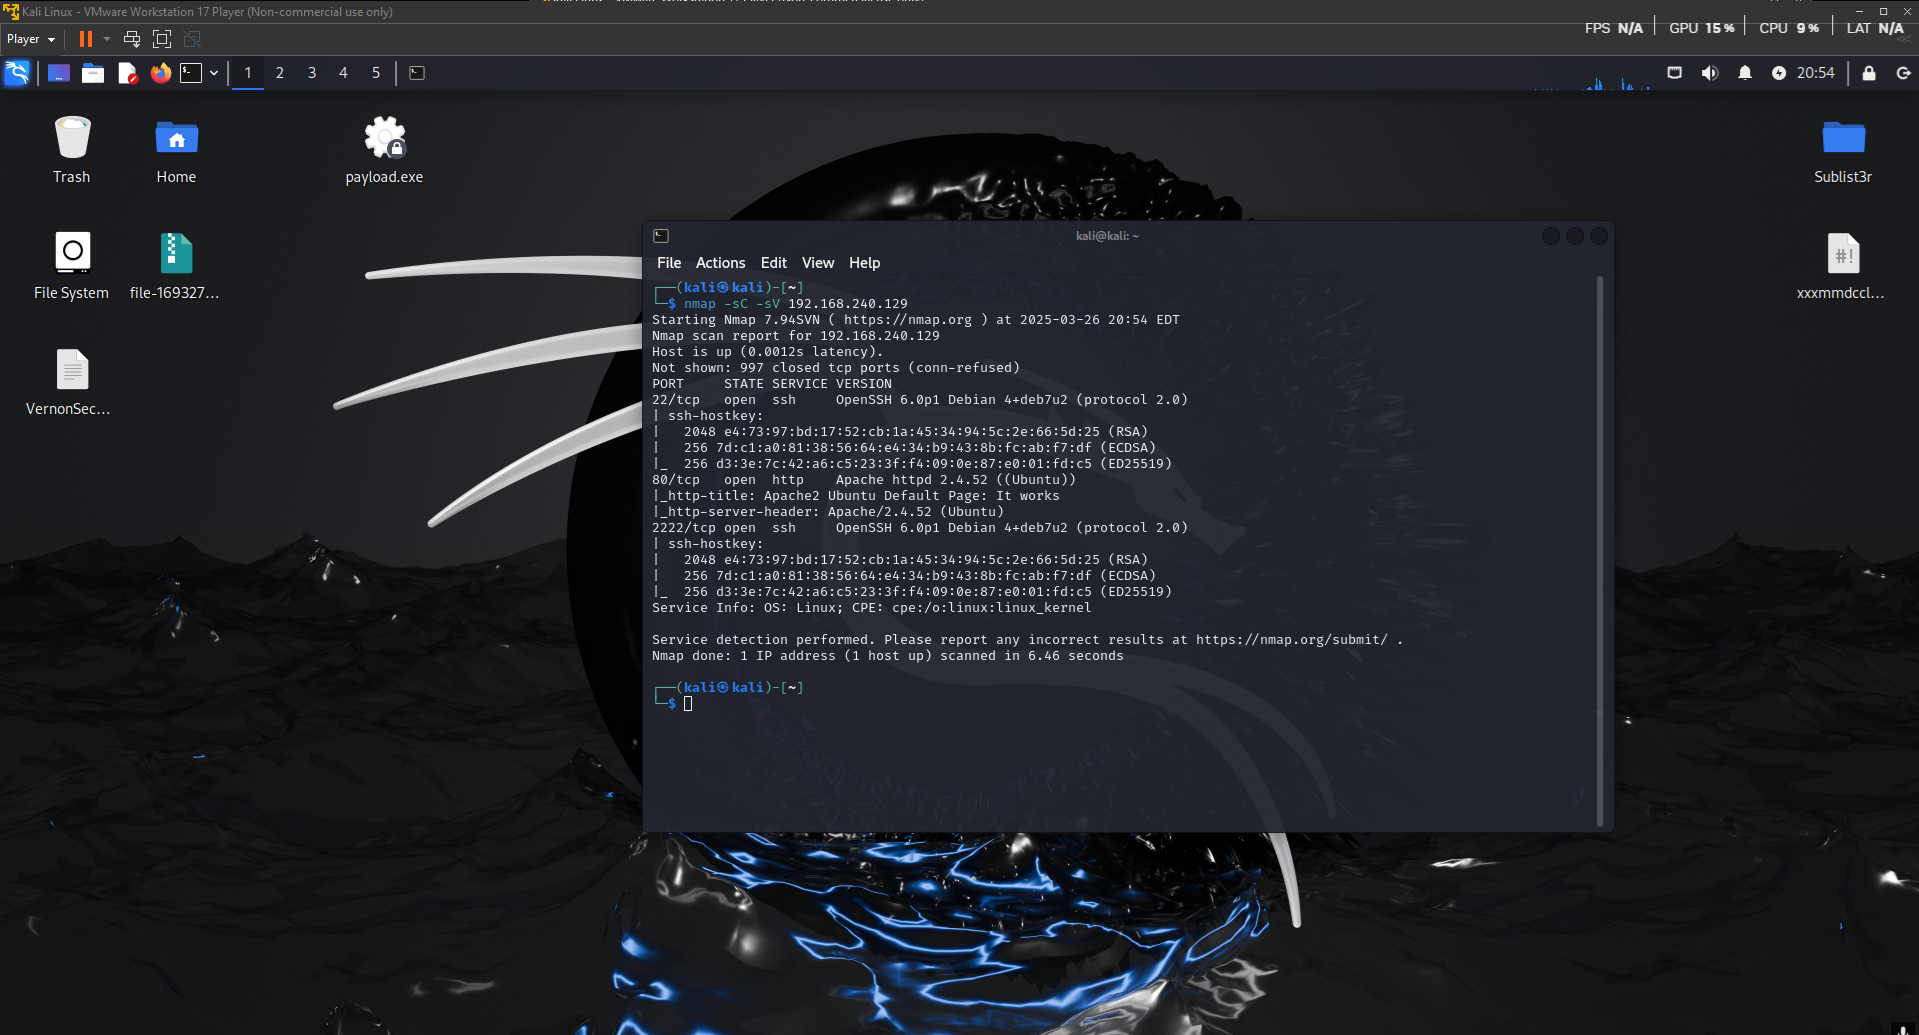 Kali Linux - VMware Workstation 17 Player (Non-commercial use only)
FPS N/A GPU 15 % CPU 9 % LAT N/A
Player
1 2 3 4 5
20:54
Trash
Home
payload.exe
Sublist3r
File System
file-169327...
xxxmmdccl...
VernonSec...
kali@kali: ~
File Actions Edit View Help
┌──(kali㉿kali)-[~]
└─$ nmap -sC -sV 192.168.240.129
Starting Nmap 7.94SVN ( https://nmap.org ) at 2025-03-26 20:54 EDT
Nmap scan report for 192.168.240.129
Host is up (0.0012s latency).
Not shown: 997 closed tcp ports (conn-refused)
PORT     STATE SERVICE VERSION
22/tcp   open  ssh     OpenSSH 6.0p1 Debian 4+deb7u2 (protocol 2.0)
| ssh-hostkey:
|   2048 e4:73:97:bd:17:52:cb:1a:45:34:94:5c:2e:66:5d:25 (RSA)
|   256 7d:c1:a0:81:38:56:64:e4:34:b9:43:8b:fc:ab:f7:df (ECDSA)
|_  256 d3:3e:7c:42:a6:c5:23:3f:f4:09:0e:87:e0:01:fd:c5 (ED25519)
80/tcp   open  http    Apache httpd 2.4.52 ((Ubuntu))
|_http-title: Apache2 Ubuntu Default Page: It works
|_http-server-header: Apache/2.4.52 (Ubuntu)
2222/tcp open  ssh     OpenSSH 6.0p1 Debian 4+deb7u2 (protocol 2.0)
| ssh-hostkey:
|   2048 e4:73:97:bd:17:52:cb:1a:45:34:94:5c:2e:66:5d:25 (RSA)
|   256 7d:c1:a0:81:38:56:64:e4:34:b9:43:8b:fc:ab:f7:df (ECDSA)
|_  256 d3:3e:7c:42:a6:c5:23:3f:f4:09:0e:87:e0:01:fd:c5 (ED25519)
Service Info: OS: Linux; CPE: cpe:/o:linux:linux_kernel
Service detection performed. Please report any incorrect results at https://nmap.org/submit/ .
Nmap done: 1 IP address (1 host up) scanned in 6.46 seconds
┌──(kali㉿kali)-[~]
└─$